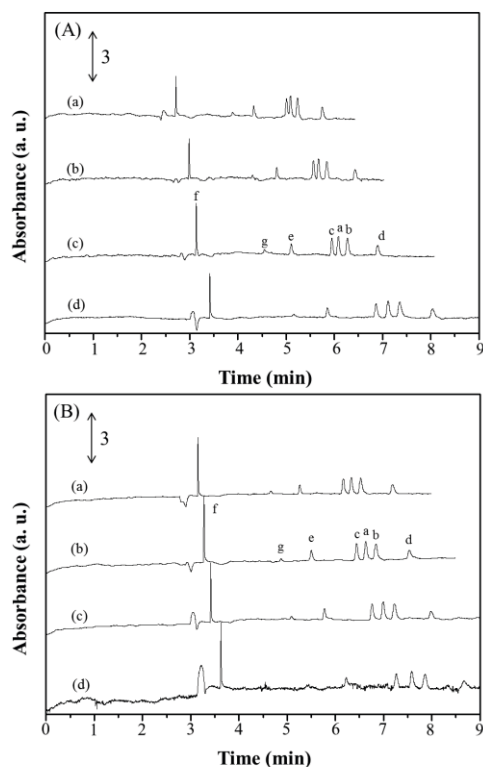 (A)
3
(a)
(b)
f
(c)
g
e
c
a
b
d
(d)
Absorbance (a. u.)
0
1
2
3
4
5
6
7
8
9
Time (min)
(B)
3
(a)
f
(b)
g
e
c
a
b
d
(c)
(d)
Absorbance (a. u.)
0
1
2
3
4
5
6
7
8
9
Time (min)